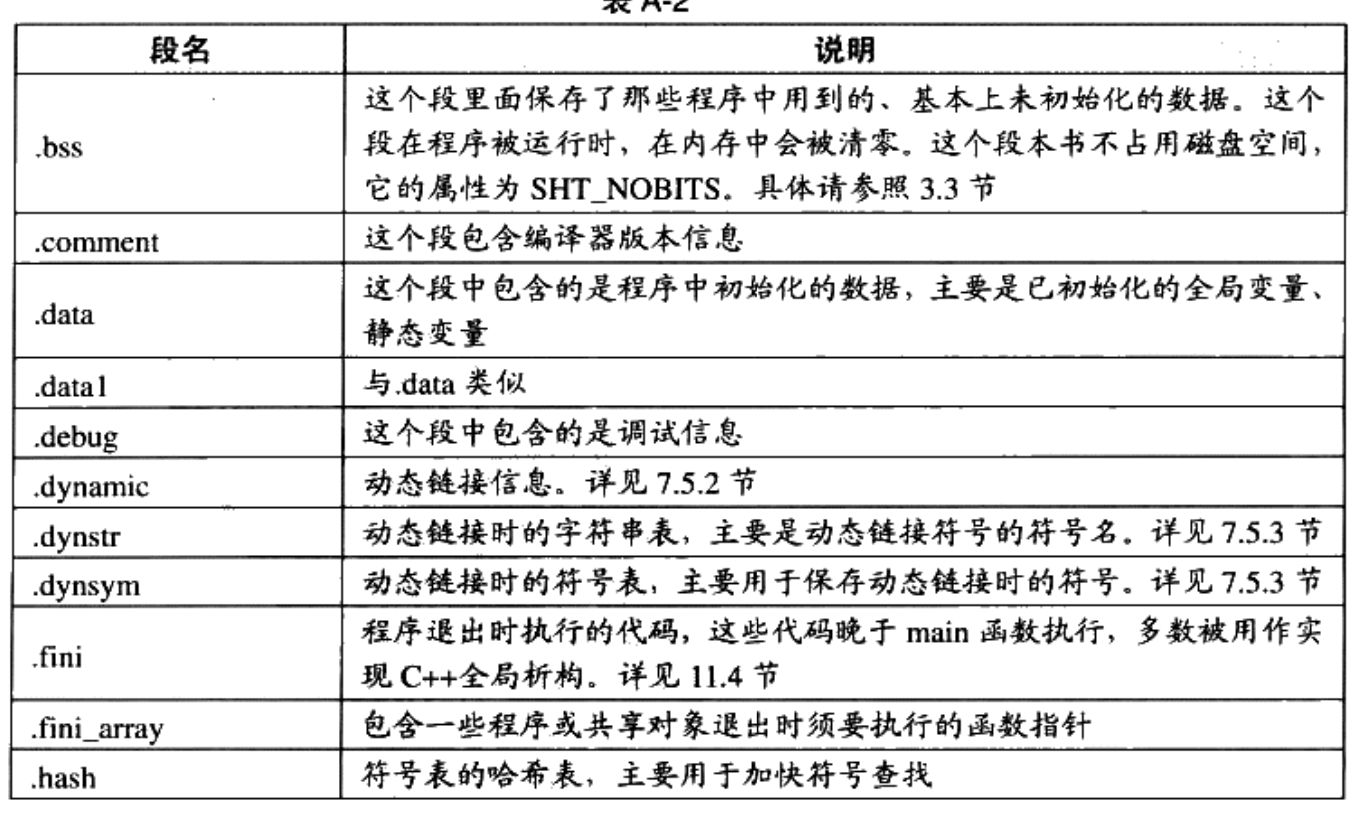 表 A-2
段名 说明
.bss
这个段里面保存了那些程序中用到的、基本上未初始化的数据。这个
段在程序被运行时，在内存中会被清零。这个段本书不占用磁盘空间，
它的属性为 SHT_NOBITS。具体请参照 3.3 节
.comment 这个段包含编译器版本信息
.data
这个段中包含的是程序中初始化的数据，主要是已初始化的全局变量、
静态变量
.data1 与.data 类似
.debug 这个段中包含的是调试信息
.dynamic 动态链接信息。详见 7.5.2 节
.dynstr 动态链接时的字符串表，主要是动态链接符号的符号名。详见 7.5.3 节
.dynsym 动态链接时的符号表，主要用于保存动态链接时的符号。详见 7.5.3 节
.fini
程序退出时执行的代码，这些代码晚于 main 函数执行，多数被用作实
现 C++全局析构。详见 11.4 节
.fini_array 包含一些程序或共享对象退出时须要执行的函数指针
.hash 符号表的哈希表，主要用于加快符号查找